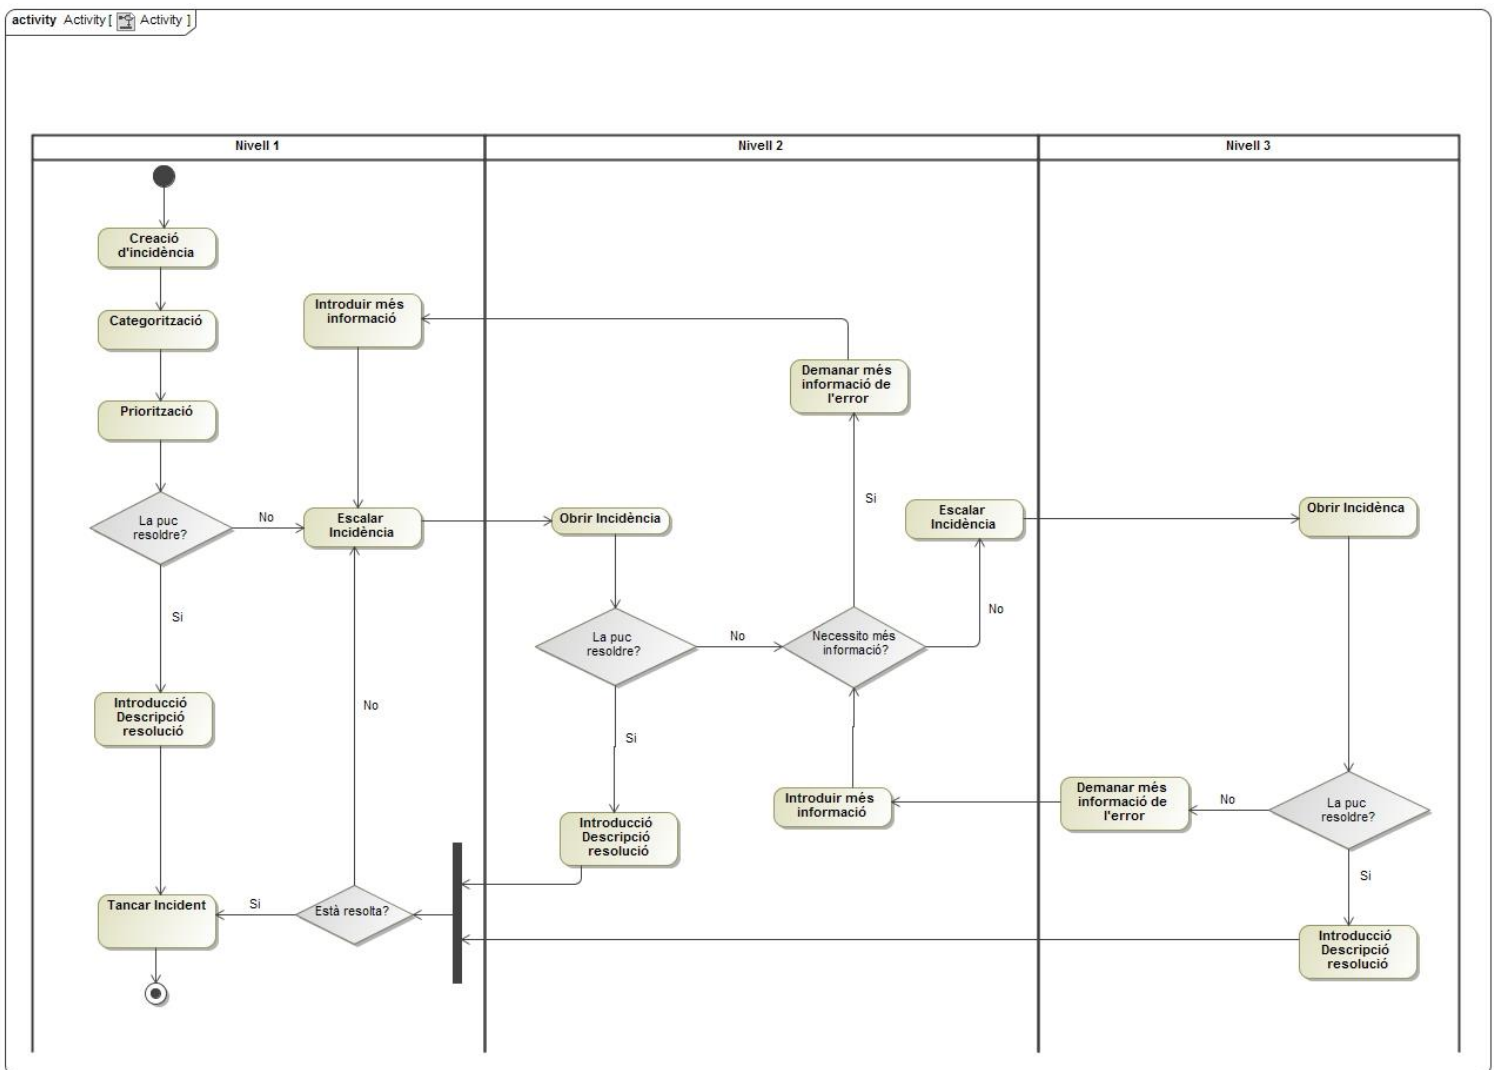 activity Activity [ Activity ]
Nivell 1
Nivell 2
Nivell 3
Creació
d'incidència
Categorització
Priorització
La puc
resoldre?
No
Si
Introducció
Descripció
resolució
Tancar Incident
Introduir més
informació
Escalar
Incidència
No
Està resolta?
Si
Obrir Incidència
La puc
resoldre?
No
Si
Introducció
Descripció
resolució
Demanar més
informació de
l'error
Si
Necessito més
informació?
No
Escalar
Incidència
Introduir més
informació
Obrir Incidènca
La puc
resoldre?
No
Demanar més
informació de
l'error
Si
Introducció
Descripció
resolució